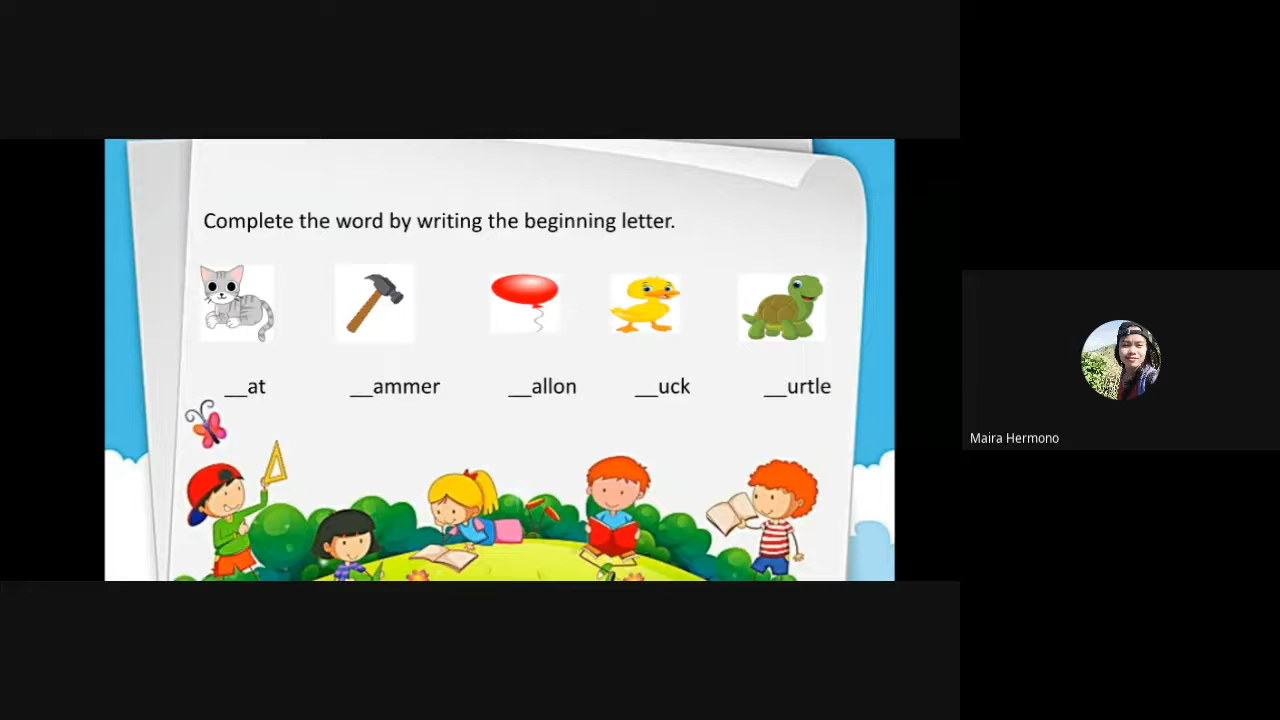 Complete the word by writing the beginning letter.
__at __ammer __allon __uck __urtle
Maira Hermono